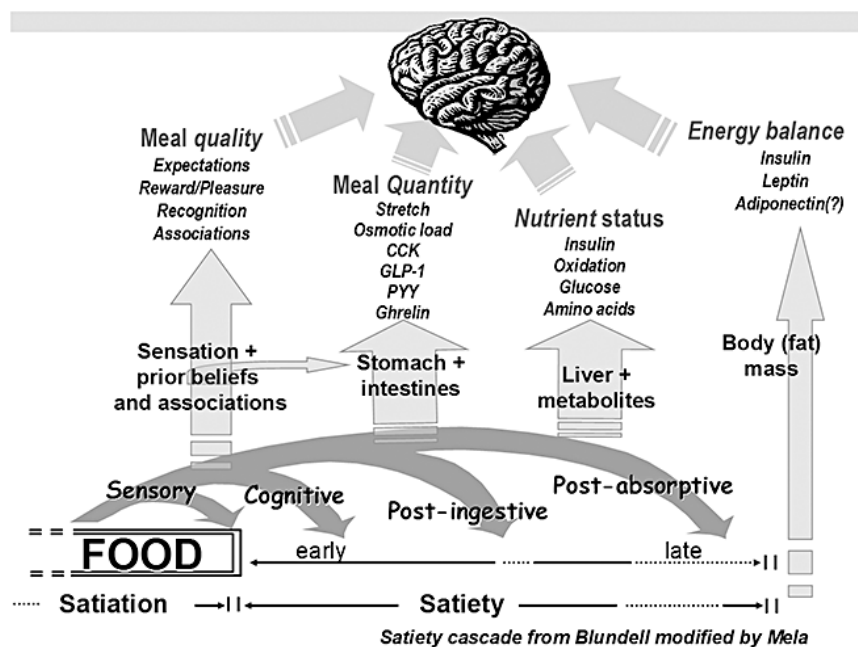 Meal quality
Expectations
Reward/Pleasure
Recognition
Associations
Meal Quantity
Stretch
Osmotic load
CCK
GLP-1
PYY
Ghrelin
Nutrient status
Insulin
Oxidation
Glucose
Amino acids
Energy balance
Insulin
Leptin
Adiponectin(?)
Sensation +
prior beliefs
and associations
Stomach +
intestines
Liver +
metabolites
Body (fat)
mass
Sensory
Cognitive
Post-ingestive
Post-absorptive
FOOD
early
late
Satiation
Satiety
Satiety cascade from Blundell modified by Mela